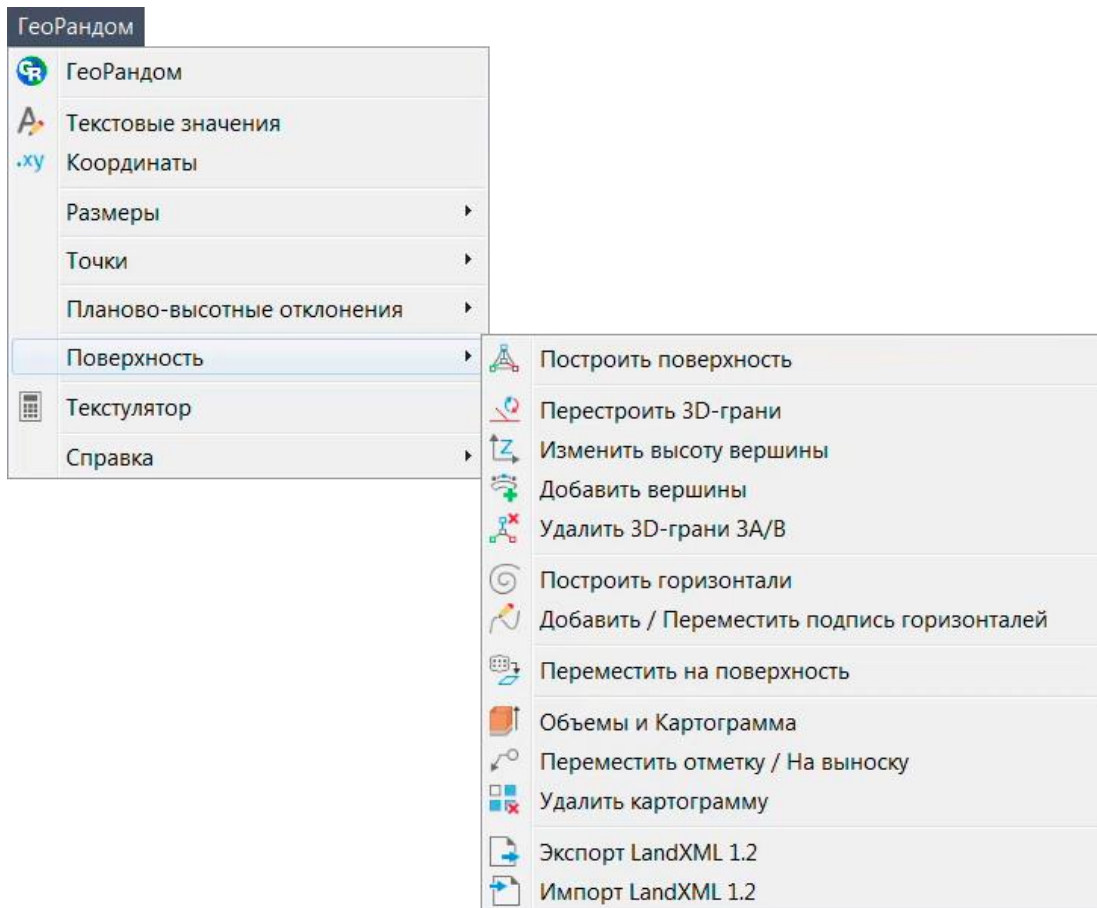 ГеоРандом
ГеоРандом
Текстовые значения
.xy Координаты
Размеры
Точки
Планово-высотные отклонения
Поверхность
Текстулятор
Справка
Построить поверхность
Перестроить 3D-грани
Изменить высоту вершины
Добавить вершины
Удалить 3D-грани ЗА/В
Построить горизонтали
Добавить / Переместить подпись горизонталей
Переместить на поверхность
Объемы и Картограмма
Переместить отметку / На выноску
Удалить картограмму
Экспорт LandXML 1.2
Импорт LandXML 1.2